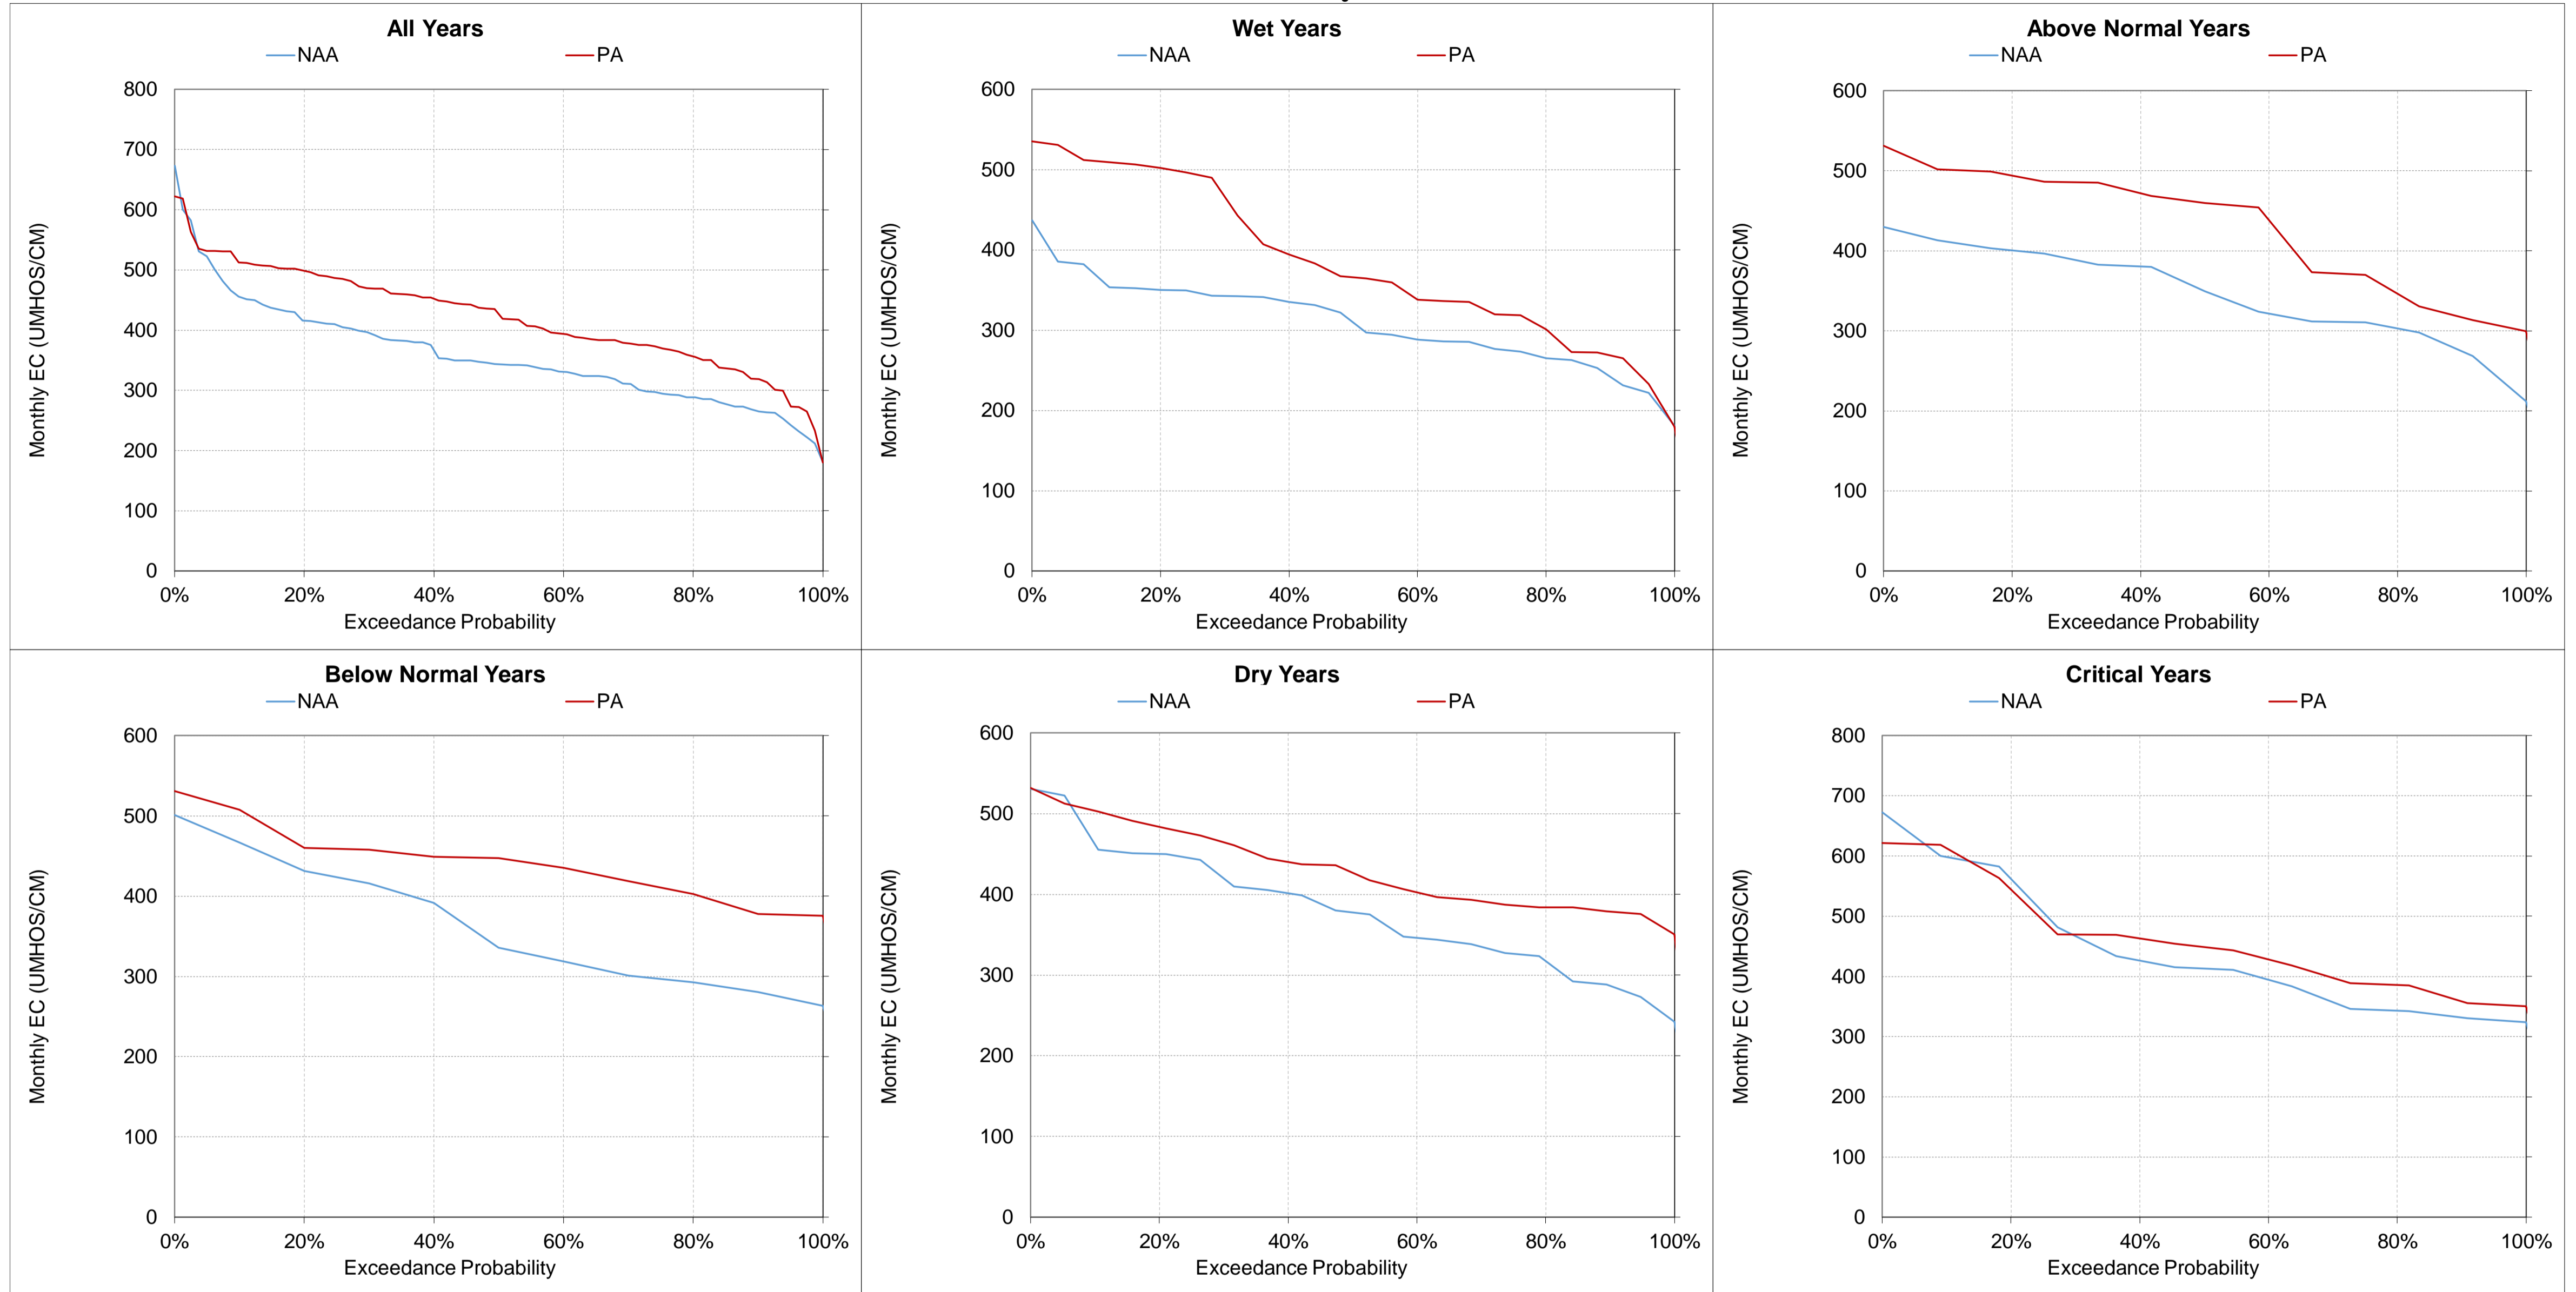 All Years
NAA PA
800
700
600
500
400
300
200
100
0
Monthly EC (UMHOS/CM)
0% 20% 40% 60% 80% 100%
Exceedance Probability
Wet Years
NAA PA
600
500
400
300
200
100
0
Monthly EC (UMHOS/CM)
0% 20% 40% 60% 80% 100%
Exceedance Probability
Above Normal Years
NAA PA
600
500
400
300
200
100
0
Monthly EC (UMHOS/CM)
0% 20% 40% 60% 80% 100%
Exceedance Probability
Below Normal Years
NAA PA
600
500
400
300
200
100
0
Monthly EC (UMHOS/CM)
0% 20% 40% 60% 80% 100%
Exceedance Probability
Dry Years
NAA PA
600
500
400
300
200
100
0
Monthly EC (UMHOS/CM)
0% 20% 40% 60% 80% 100%
Exceedance Probability
Critical Years
NAA PA
800
700
600
500
400
300
200
100
0
Monthly EC (UMHOS/CM)
0% 20% 40% 60% 80% 100%
Exceedance Probability